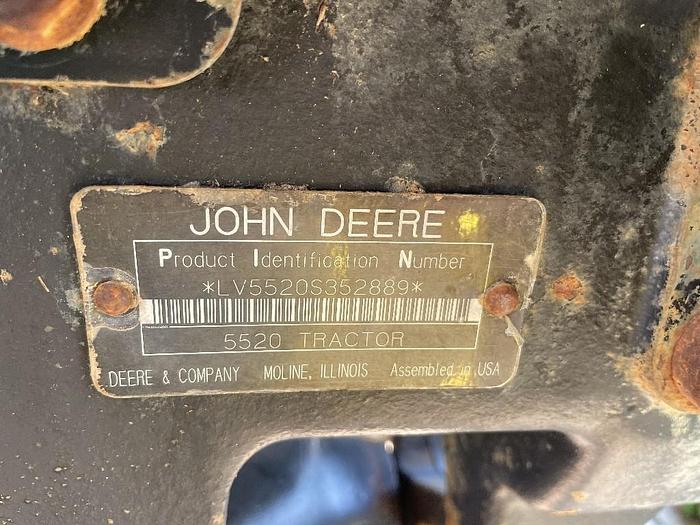 JOHN DEERE
Product Identification Number
*LV5520S352889*
5520 TRACTOR
DEERE & COMPANY MOLINE, ILLINOIS Assembled in USA